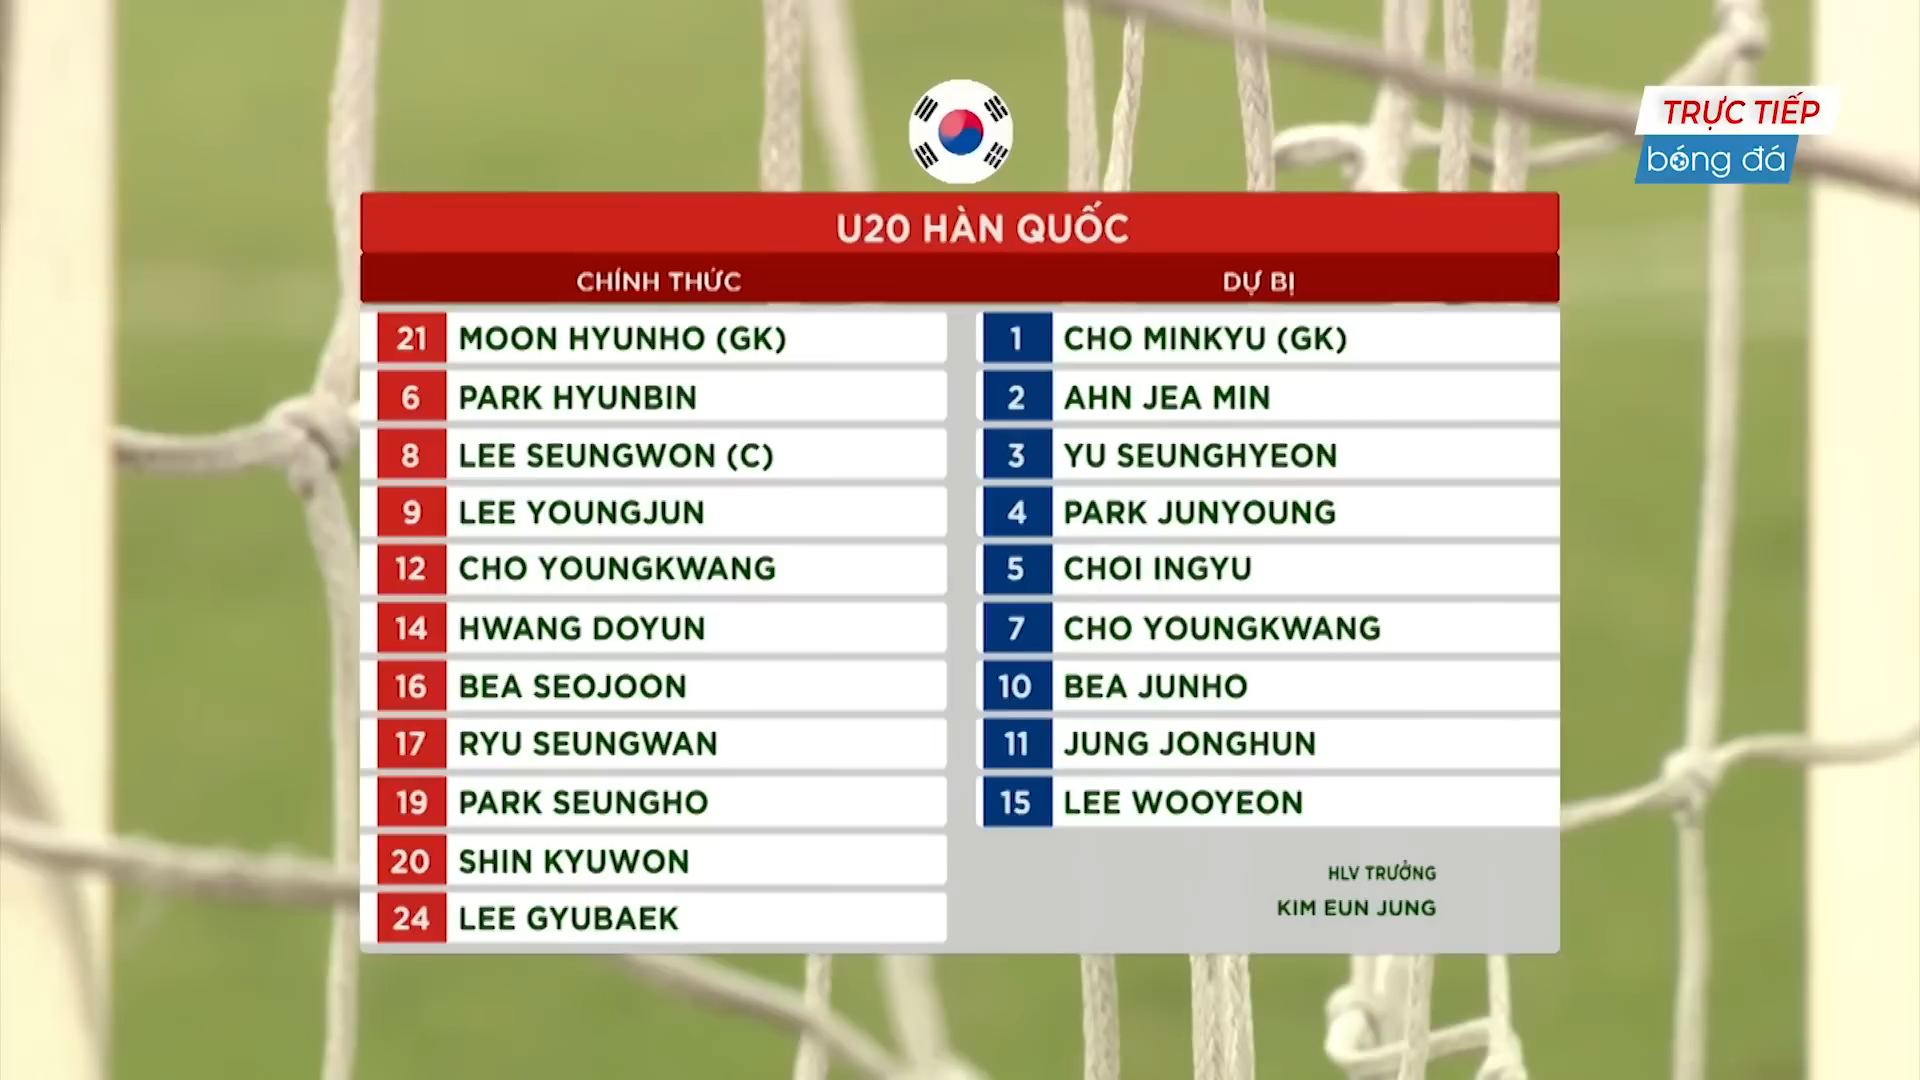 TRỰC TIẾP
bóng đá
U20 HÀN QUỐC
CHÍNH THỨC
DỰ BỊ
21 MOON HYUNHO (GK)
6 PARK HYUNBIN
8 LEE SEUNGWON (C)
9 LEE YOUNGJUN
12 CHO YOUNGKWANG
14 HWANG DOYUN
16 BEA SEOJOON
17 RYU SEUNGWAN
19 PARK SEUNGHO
20 SHIN KYUWON
24 LEE GYUBAEK
1 CHO MINKYU (GK)
2 AHN JEA MIN
3 YU SEUNGHYEON
4 PARK JUNYOUNG
5 CHOI INGYU
7 CHO YOUNGKWANG
10 BEA JUNHO
11 JUNG JONGHUN
15 LEE WOOYEON
HLV TRƯỞNG
KIM EUN JUNG